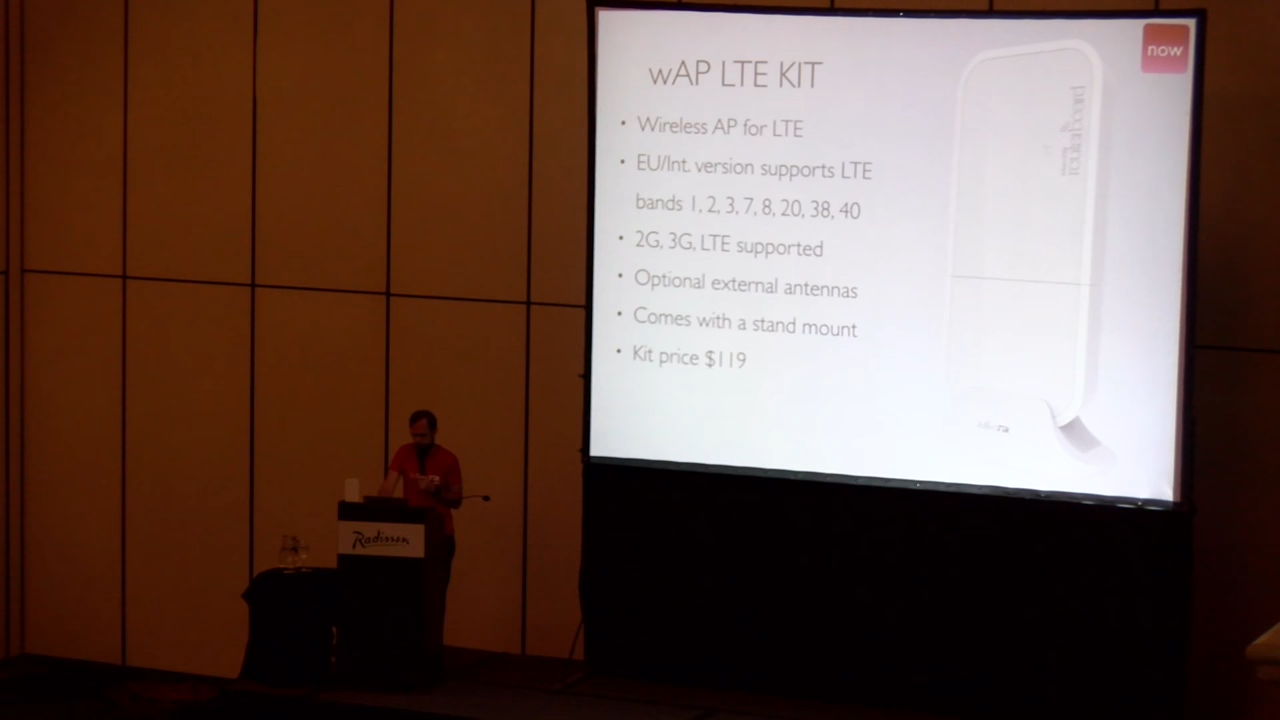 now
wAP LTE KIT
• Wireless AP for LTE
• EU/Int. version supports LTE
bands 1, 2, 3, 7, 8, 20, 38, 40
• 2G, 3G, LTE supported
• Optional external antennas
• Comes with a stand mount
• Kit price $119
Radisson